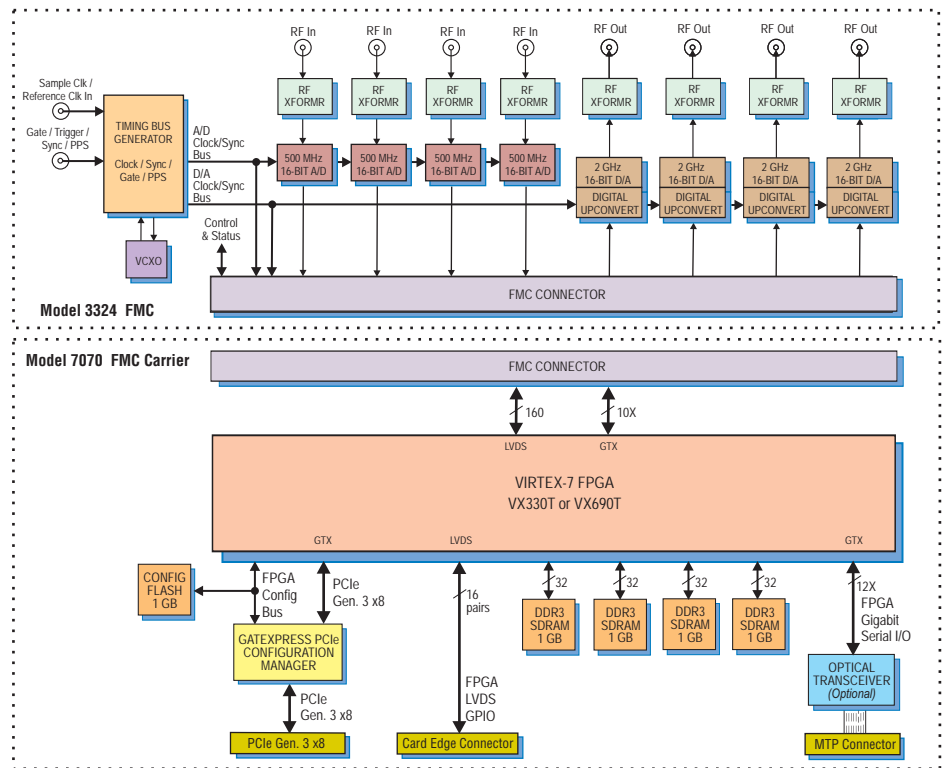 RF In
RF In
RF In
RF In
RF Out
RF Out
RF Out
RF Out
Sample Clk /
Reference Clk In
Gate / Trigger /
Sync / PPS
TIMING BUS
GENERATOR
Clock / Sync /
Gate / PPS
VCXO
A/D
Clock/Sync
Bus
D/A
Clock/Sync
Bus
Control
& Status
RF
XFORMR
RF
XFORMR
RF
XFORMR
RF
XFORMR
RF
XFORMR
RF
XFORMR
RF
XFORMR
RF
XFORMR
500 MHz
16-BIT A/D
500 MHz
16-BIT A/D
500 MHz
16-BIT A/D
500 MHz
16-BIT A/D
2 GHz
16-BIT D/A
DIGITAL
UPCONVERT
2 GHz
16-BIT D/A
DIGITAL
UPCONVERT
2 GHz
16-BIT D/A
DIGITAL
UPCONVERT
2 GHz
16-BIT D/A
DIGITAL
UPCONVERT
FMC CONNECTOR
Model 3324 FMC
Model 7070 FMC Carrier
FMC CONNECTOR
160
10X
LVDS
GTX
VIRTEX-7 FPGA
VX330T or VX690T
GTX
LVDS
GTX
CONFIG
FLASH
1 GB
FPGA
Config
Bus
PCIe
Gen. 3 x8
GATEXPRESS PCIe
CONFIGURATION
MANAGER
PCIe
Gen. 3 x8
PCIe Gen. 3 x8
16
pairs
FPGA
LVDS
GPIO
Card Edge Connector
32
32
32
32
DDR3
SDRAM
1 GB
DDR3
SDRAM
1 GB
DDR3
SDRAM
1 GB
DDR3
SDRAM
1 GB
12X
FPGA
Gigabit
Serial I/O
OPTICAL
TRANSCEIVER
(Optional)
MTP Connector